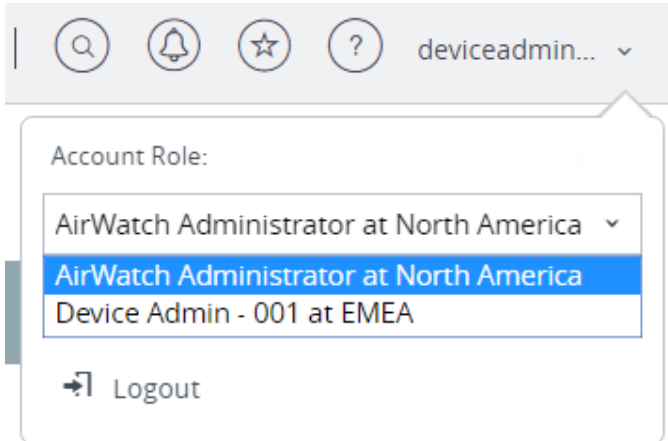 ?
deviceadmin...
Account Role:
AirWatch Administrator at North America
AirWatch Administrator at North America
Device Admin - 001 at EMEA
Logout